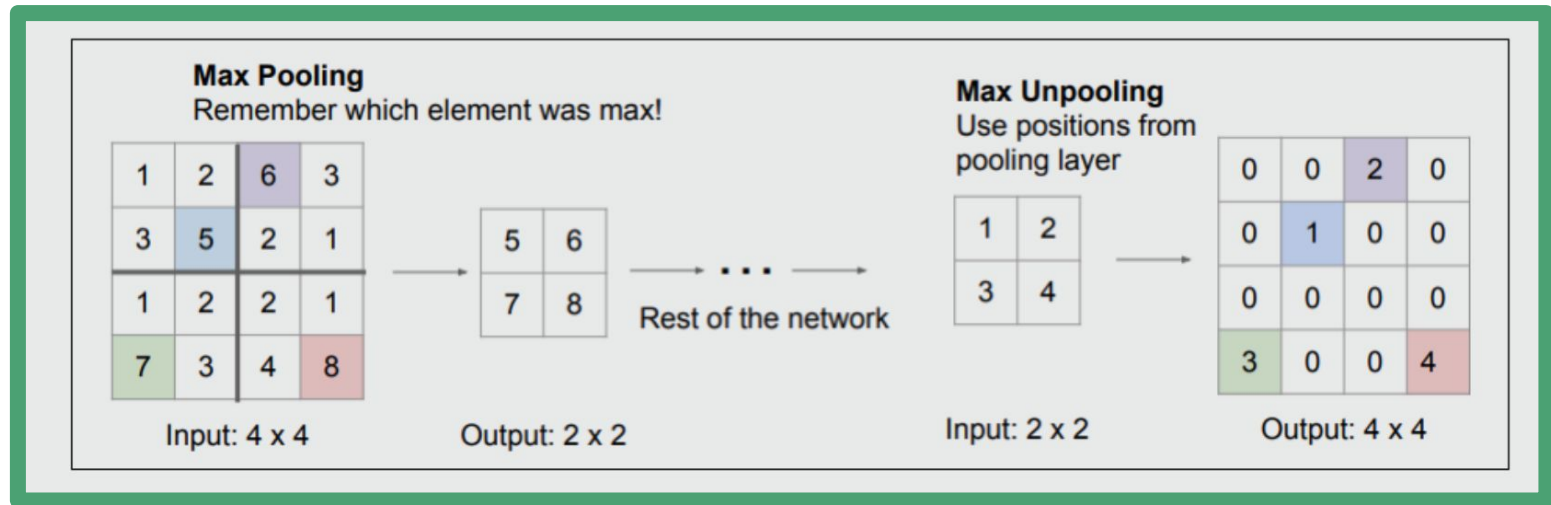 Max Pooling
Remember which element was max!
1 2 6 3
3 5 2 1
1 2 2 1
7 3 4 8
Input: 4 x 4
5 6
7 8
Output: 2 x 2
...
Rest of the network
Max Unpooling
Use positions from
pooling layer
1 2
3 4
Input: 2 x 2
0 0 2 0
0 1 0 0
0 0 0 0
3 0 0 4
Output: 4 x 4